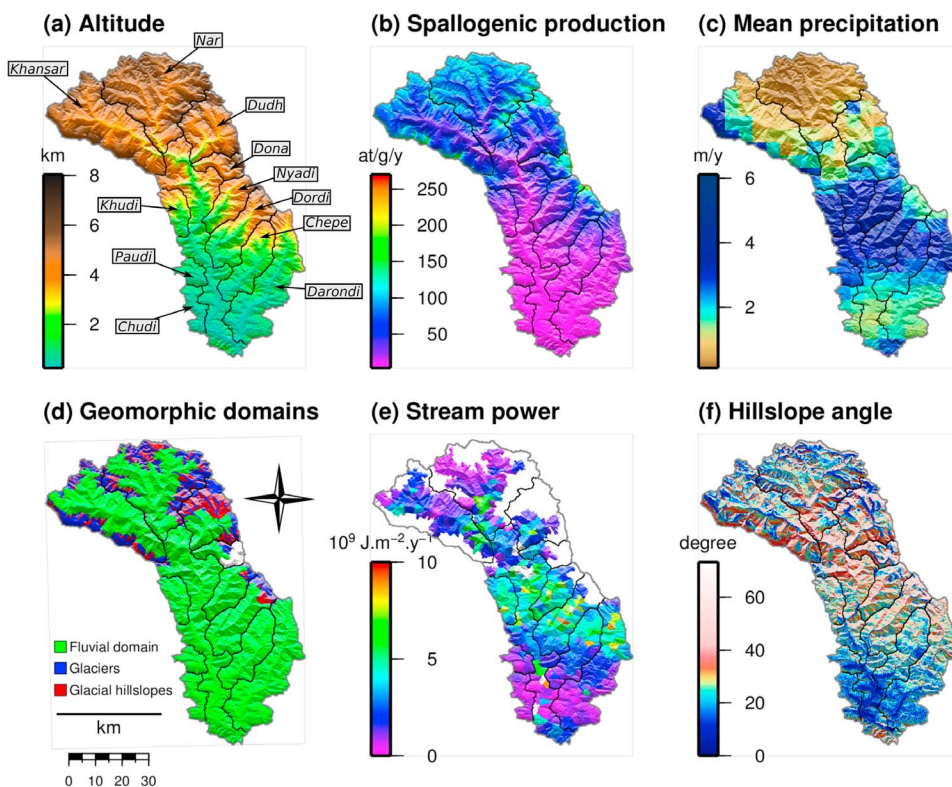 (a) Altitude
Nar
Khansar
Dudh
Dona
Nyadi
Dordi
Chepe
Khudi
Paudi
Darondi
Chudi
km
8
6
4
2
(b) Spallogenic production
at/g/y
250
200
150
100
50
(c) Mean precipitation
m/y
6
4
2
(d) Geomorphic domains
Fluvial domain
Glaciers
Glacial hillslopes
km
0 10 20 30
(e) Stream power
10⁹ J.m⁻².y⁻¹
10
5
0
(f) Hillslope angle
degree
60
40
20
0